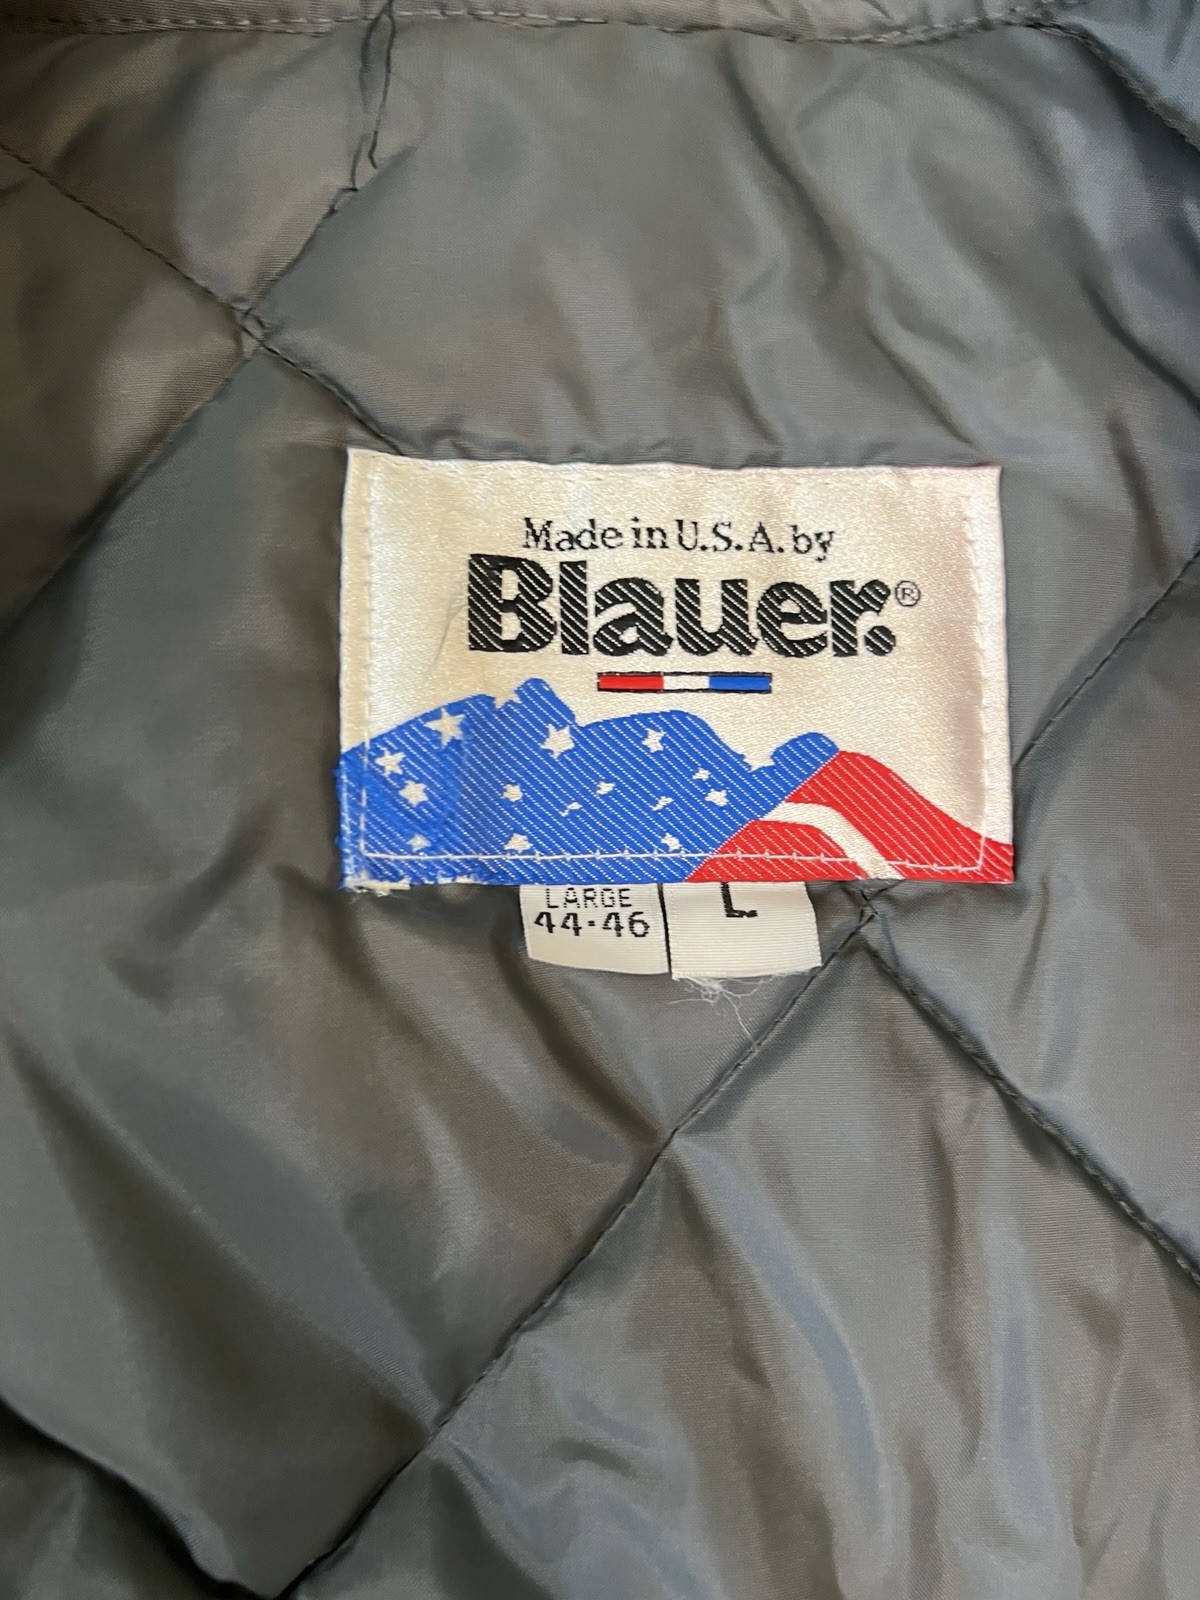 Made in U.S.A. by
Blauer.®
LARGE
44-46
L